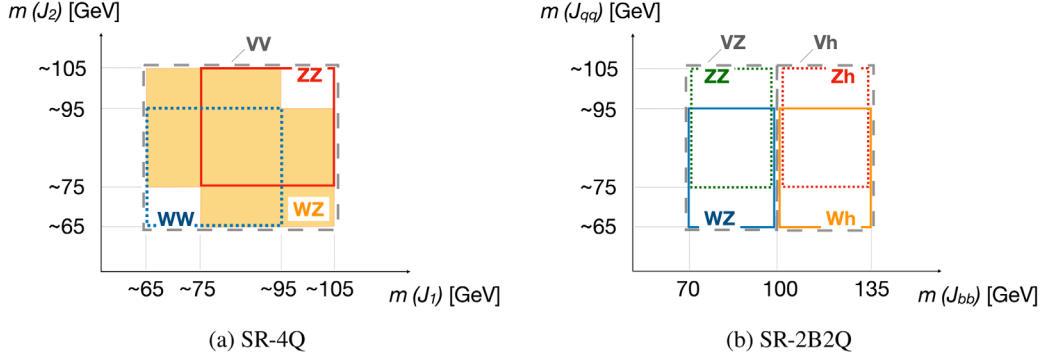 m (J2) [GeV]
VV
~105
ZZ
~95
~75
WZ
WW
~65
~65 ~75 ~95 ~105
m (J1) [GeV]
(a) SR-4Q
m (Jqq) [GeV]
VZ Vh
~105
ZZ Zh
~95
~75
WZ Wh
~65
70 100 135
m (Jbb) [GeV]
(b) SR-2B2Q